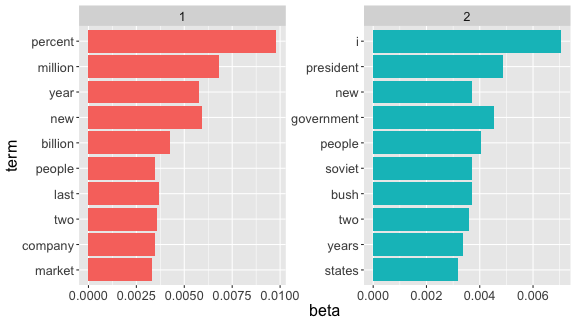 1
2
term
percent
million
year
new
billion
people
last
two
company
market
i
president
new
government
people
soviet
bush
two
years
states
0.0000 0.0025 0.0050 0.0075 0.0100
0.000 0.002 0.004 0.006
beta